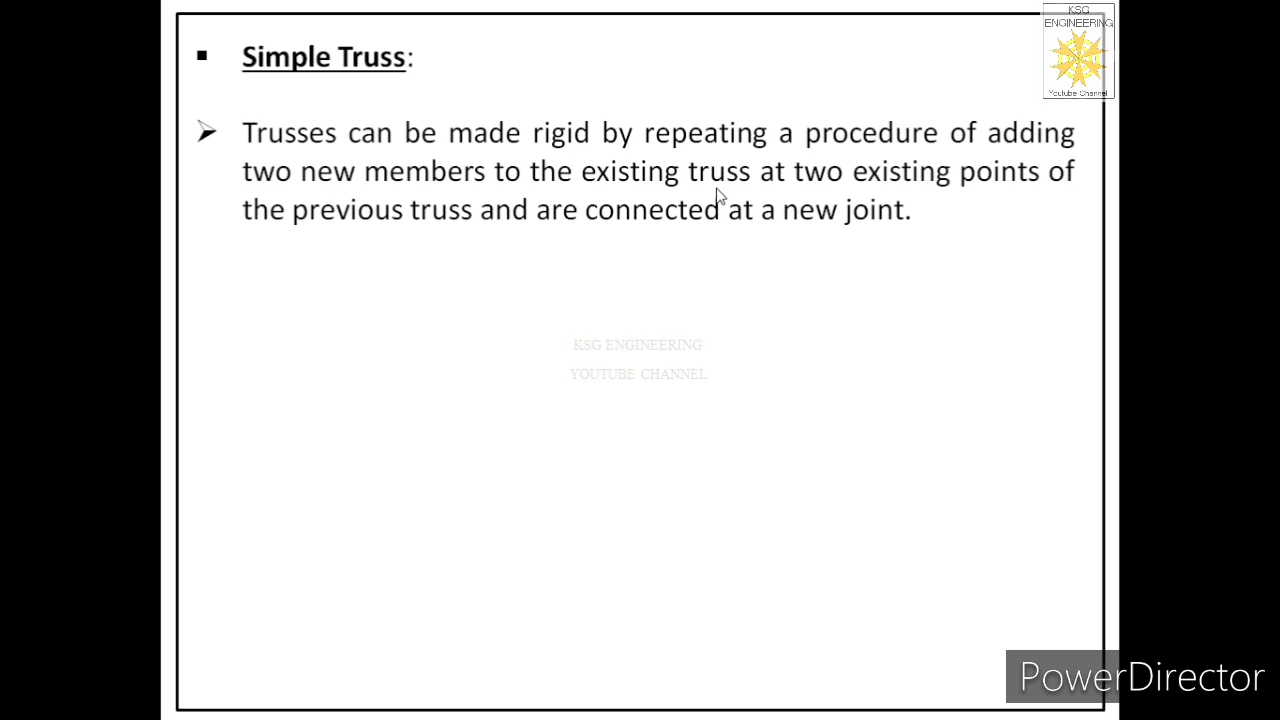 KSG
ENGINEERING
Youtube Channel
▪ Simple Truss:
➢ Trusses can be made rigid by repeating a procedure of adding
two new members to the existing truss at two existing points of
the previous truss and are connected at a new joint.
KSG ENGINEERING
YOUTUBE CHANNEL
PowerDirector